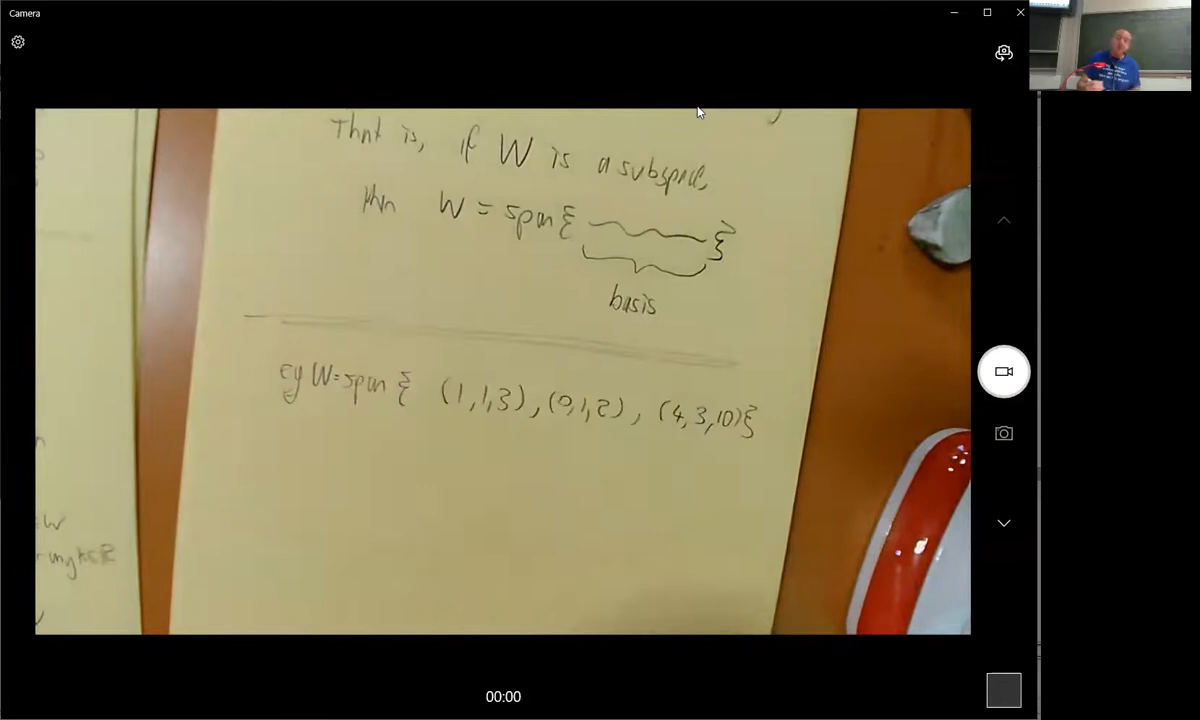 Camera
That is, if W is a subspace,
then W = span{ }
basis
eg W=span { (1,1,3), (0,1,2), (4,3,10)}
00:00